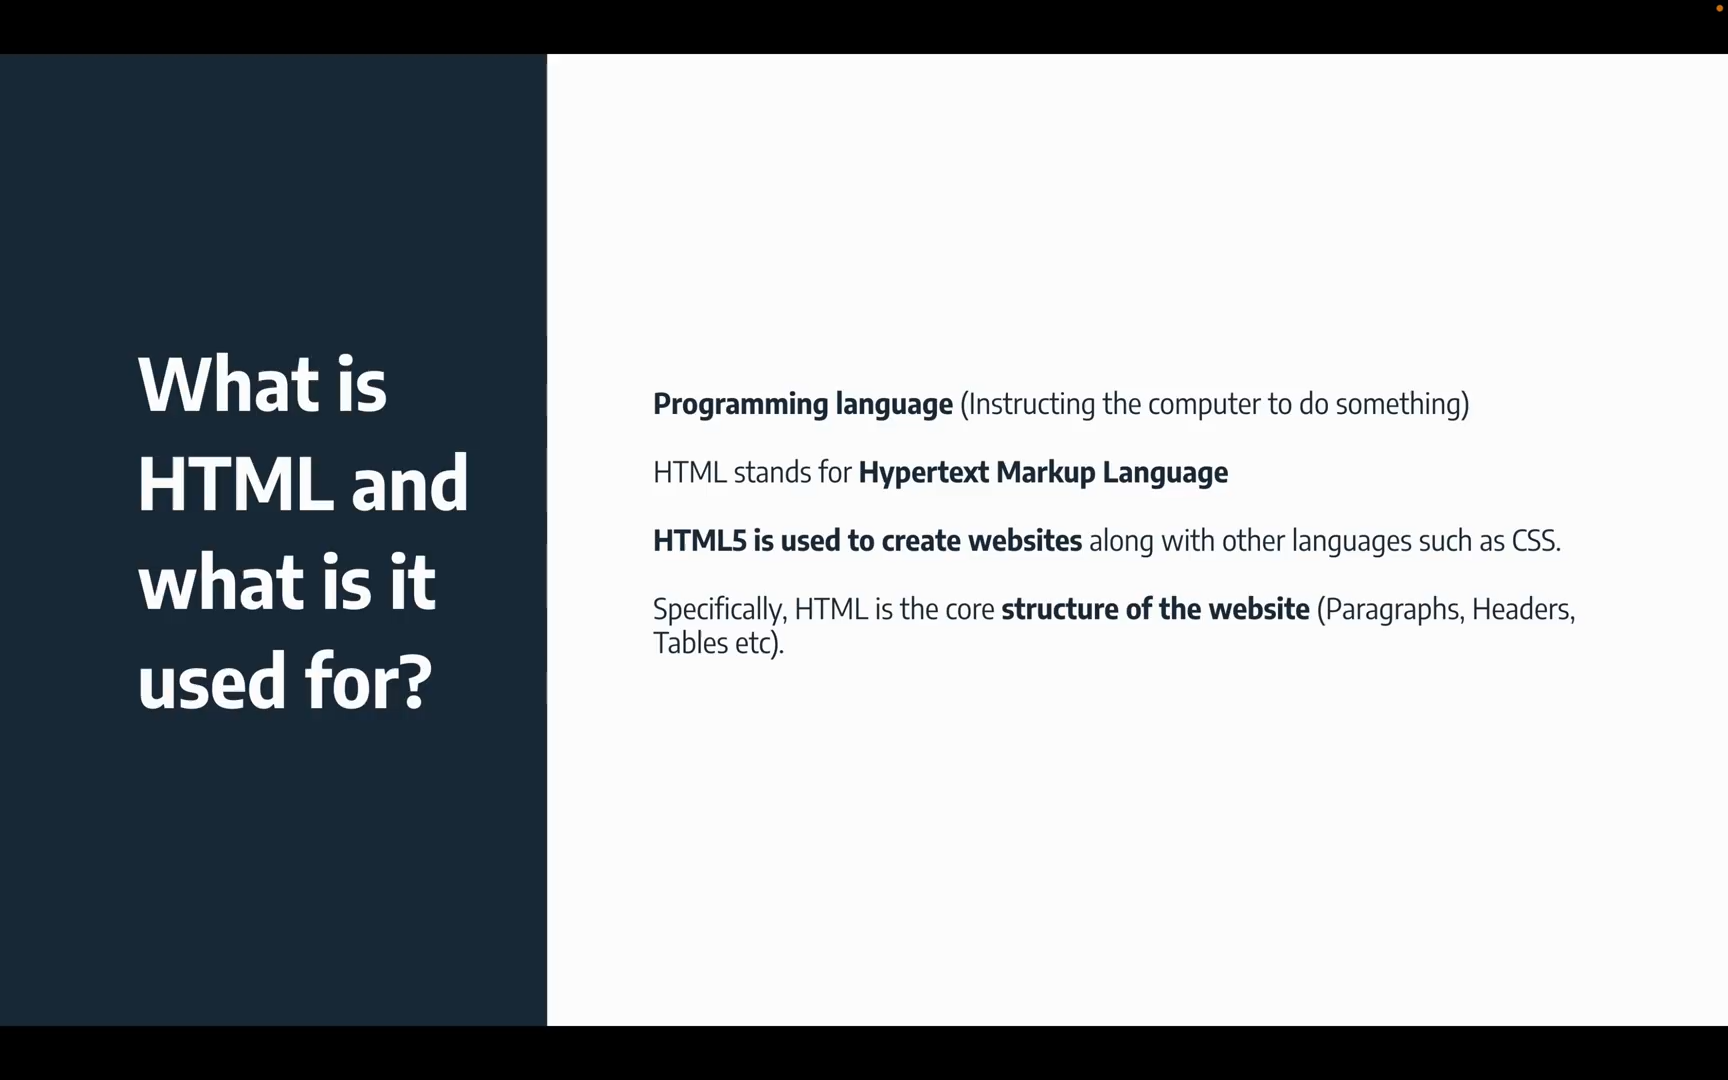 What is
HTML and
what is it
used for?
Programming language (Instructing the computer to do something)
HTML stands for Hypertext Markup Language
HTML5 is used to create websites along with other languages such as CSS.
Specifically, HTML is the core structure of the website (Paragraphs, Headers,
Tables etc).